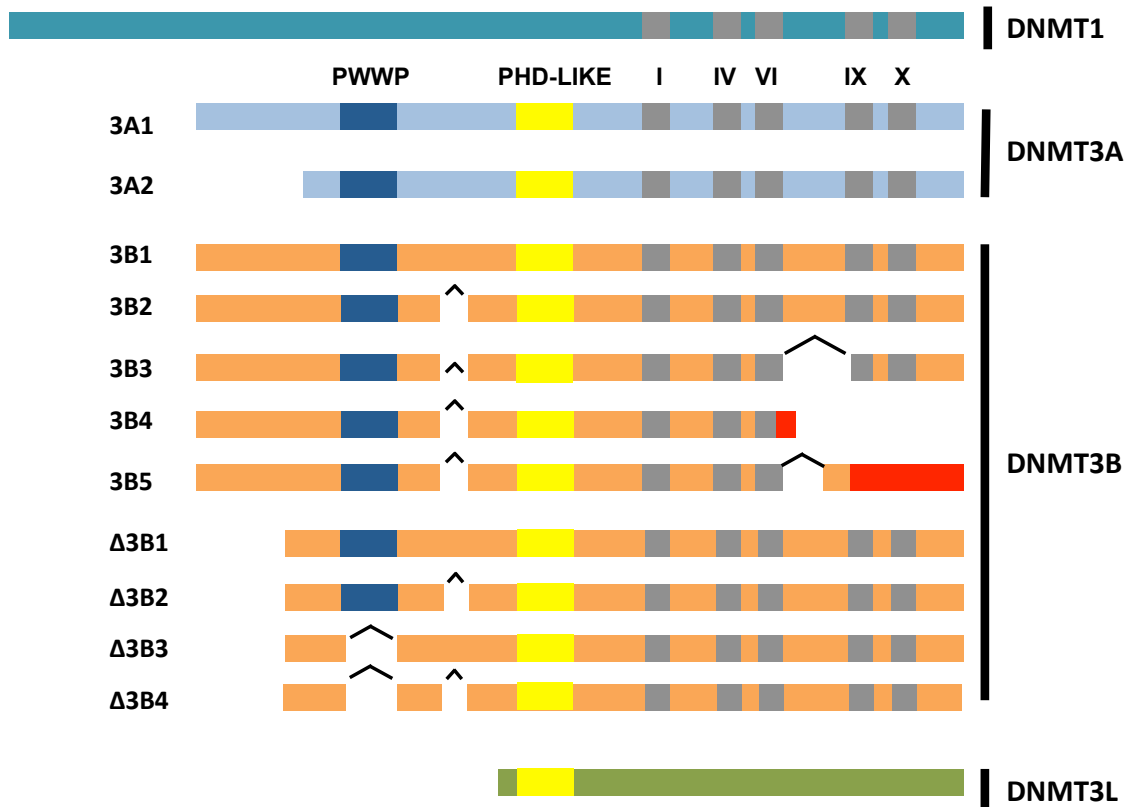 DNMT1
PWWP PHD-LIKE I IV VI IX X
3A1
DNMT3A
3A2
3B1
3B2
3B3
3B4
DNMT3B
3B5
Δ3B1
Δ3B2
Δ3B3
Δ3B4
DNMT3L